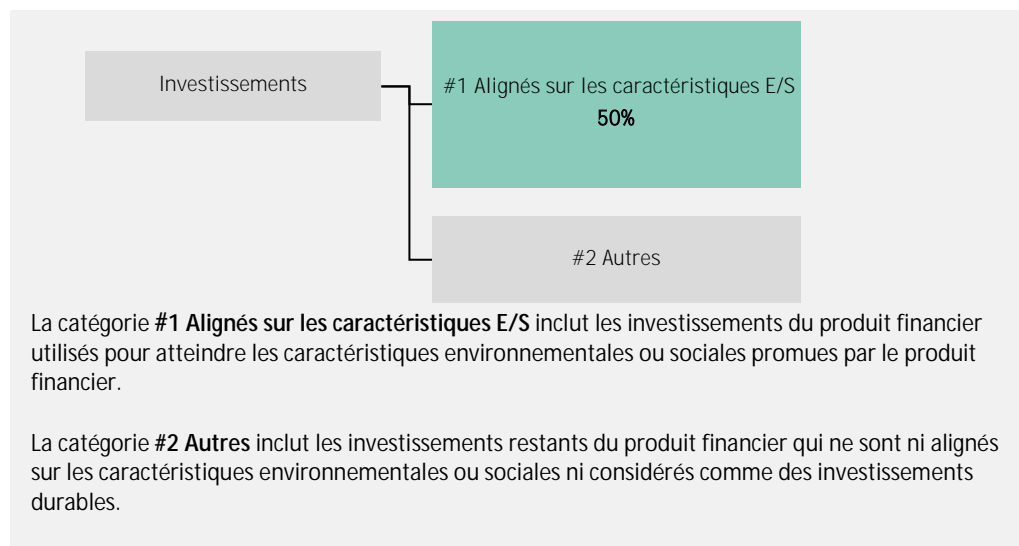 Investissements
#1 Alignés sur les caractéristiques E/S
50%
#2 Autres
La catégorie #1 Alignés sur les caractéristiques E/S inclut les investissements du produit financier
utilisés pour atteindre les caractéristiques environnementales ou sociales promues par le produit
financier.
La catégorie #2 Autres inclut les investissements restants du produit financier qui ne sont ni alignés
sur les caractéristiques environnementales ou sociales ni considérés comme des investissements
durables.